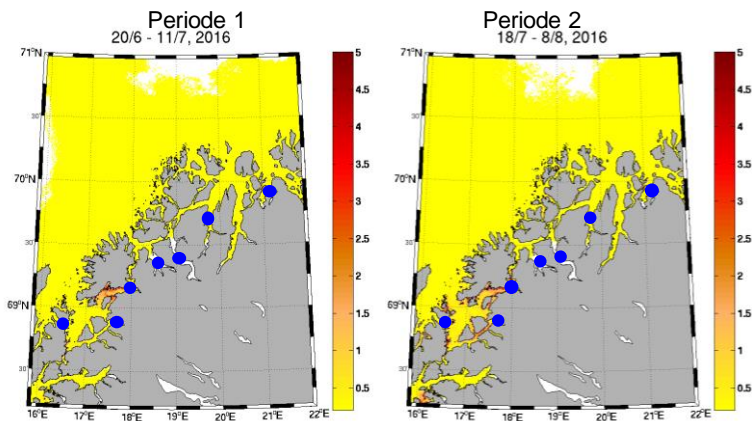 Periode 1
20/6 - 11/7, 2016
71°N
30'
70°N
30'
69°N
30'
16°E
17°E
18°E
19°E
20°E
21°E
22°E
5
4.5
4
3.5
3
2.5
2
1.5
1
0.5
Periode 2
18/7 - 8/8, 2016
71°N
30'
70°N
30'
69°N
30'
16°E
17°E
18°E
19°E
20°E
21°E
22°E
5
4.5
4
3.5
3
2.5
2
1.5
1
0.5